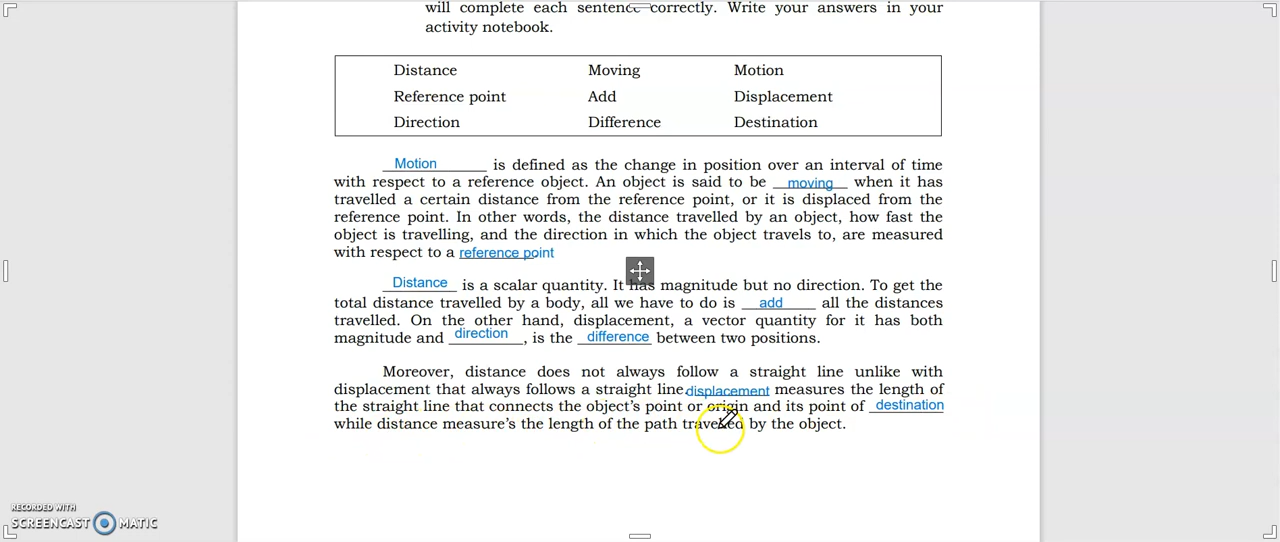 will complete each sentence correctly. Write your answers in your
activity notebook.
Distance Moving Motion
Reference point Add Displacement
Direction Difference Destination
Motion is defined as the change in position over an interval of time
with respect to a reference object. An object is said to be moving when it has
travelled a certain distance from the reference point, or it is displaced from the
reference point. In other words, the distance travelled by an object, how fast the
object is travelling, and the direction in which the object travels to, are measured
with respect to a reference point.
Distance is a scalar quantity. It has magnitude but no direction. To get the
total distance travelled by a body, all we have to do is add all the distances
travelled. On the other hand, displacement, a vector quantity for it has both
magnitude and direction, is the difference between two positions.
Moreover, distance does not always follow a straight line unlike with
displacement that always follows a straight line. displacement measures the length of
the straight line that connects the object's point or origin and its point of destination
while distance measure's the length of the path travelled by the object.
RECORDED WITH
SCREENCAST MATIC